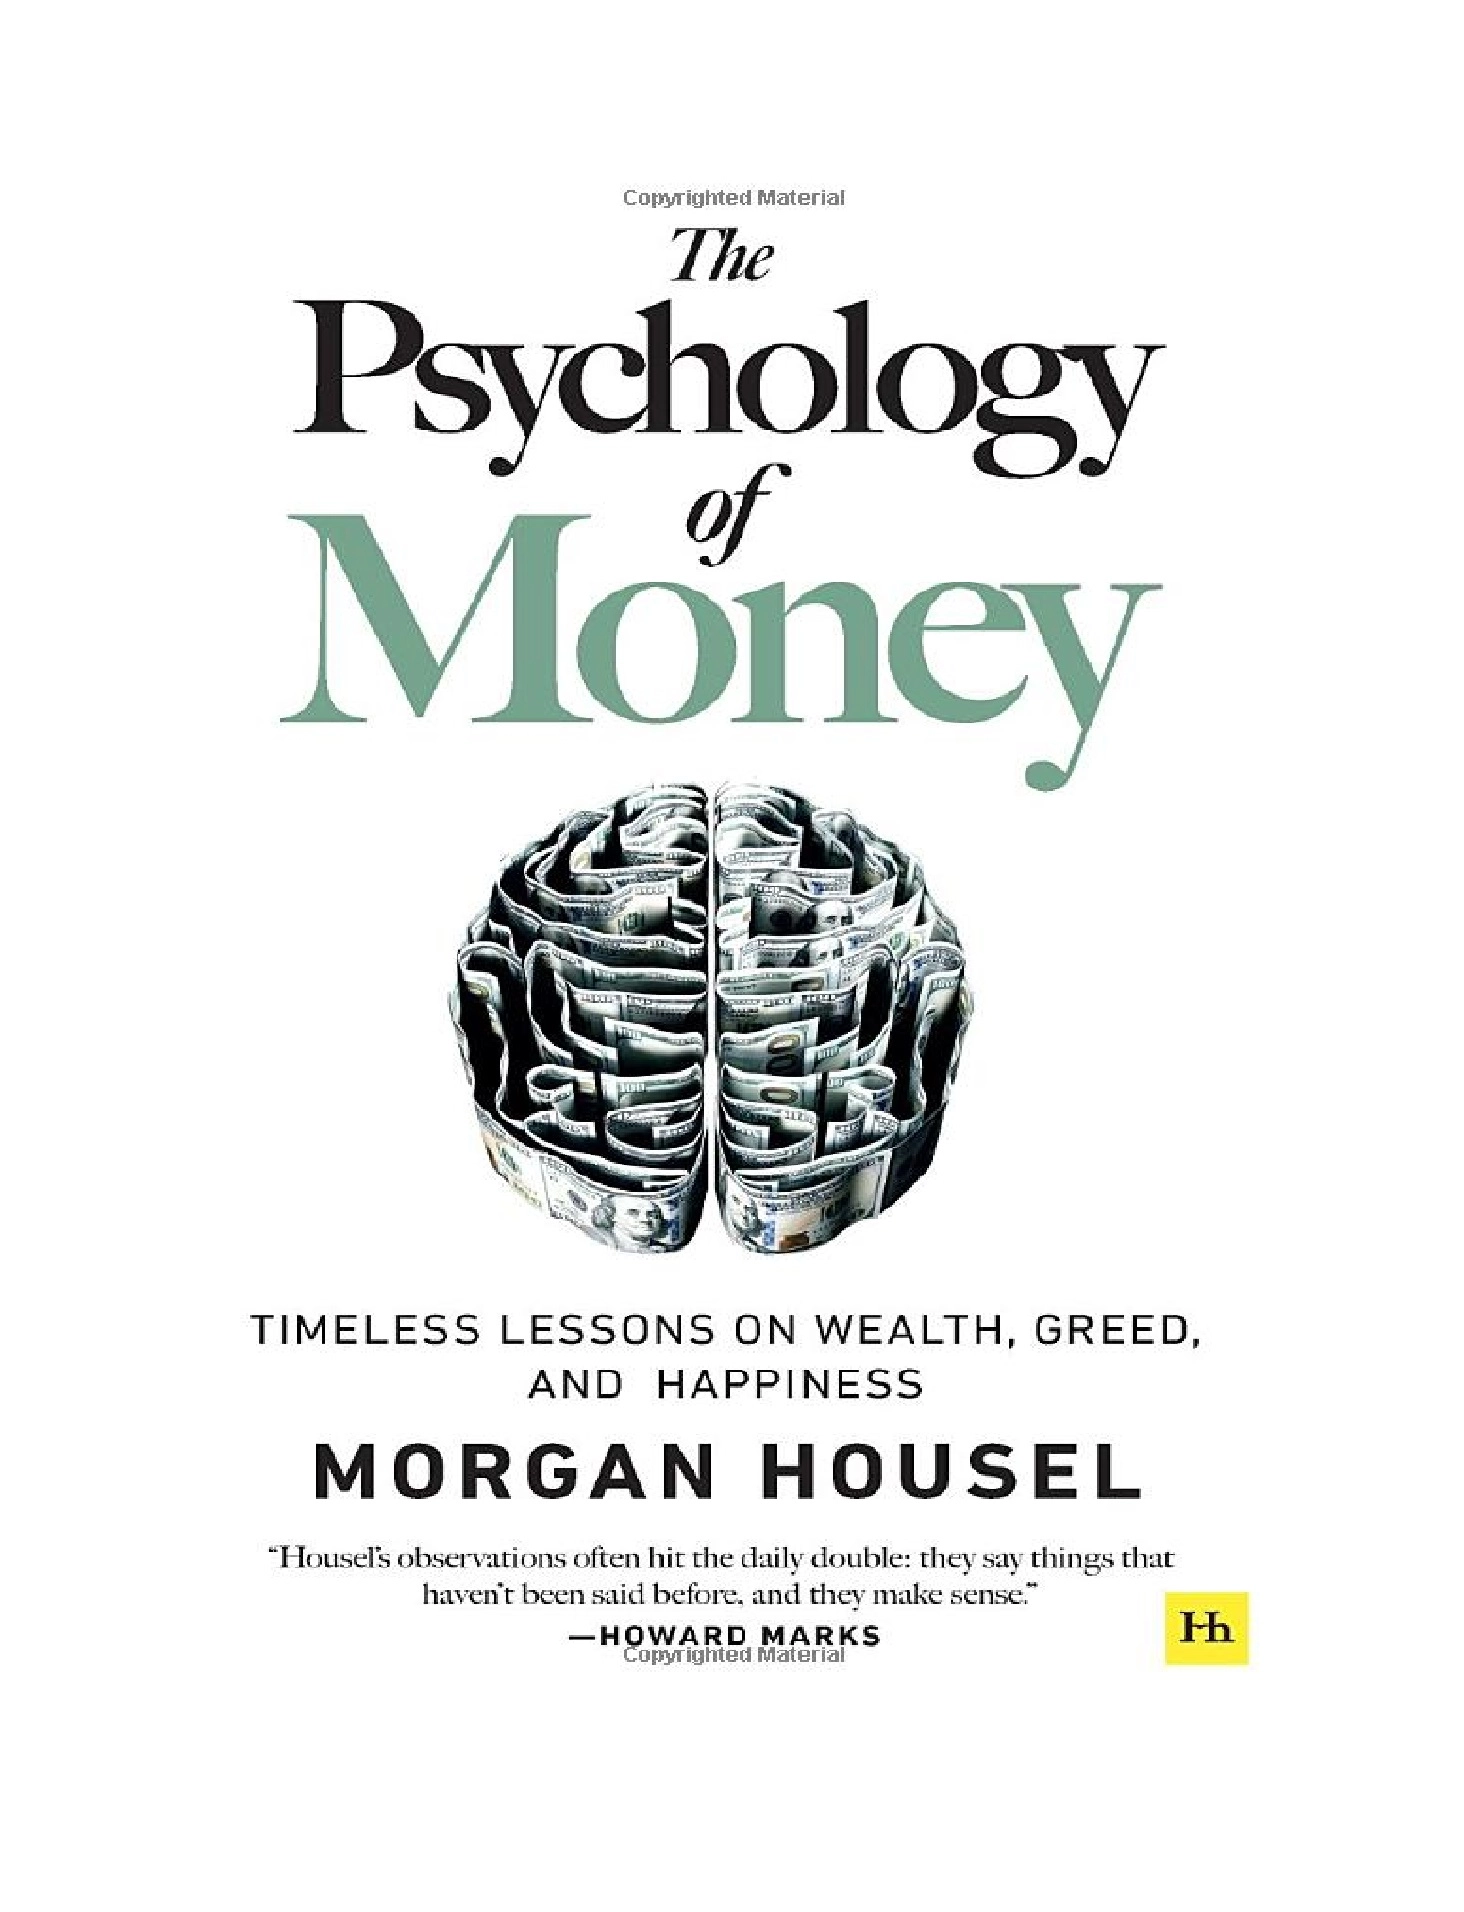 Copyrighted Material
The
Psychology
of
Money
TIMELESS LESSONS ON WEALTH, GREED,
AND HAPPINESS
MORGAN HOUSEL
“Housel’s observations often hit the daily double: they say things that
haven’t been said before, and they make sense.”
—HOWARD MARKS
Copyrighted Material
Hh